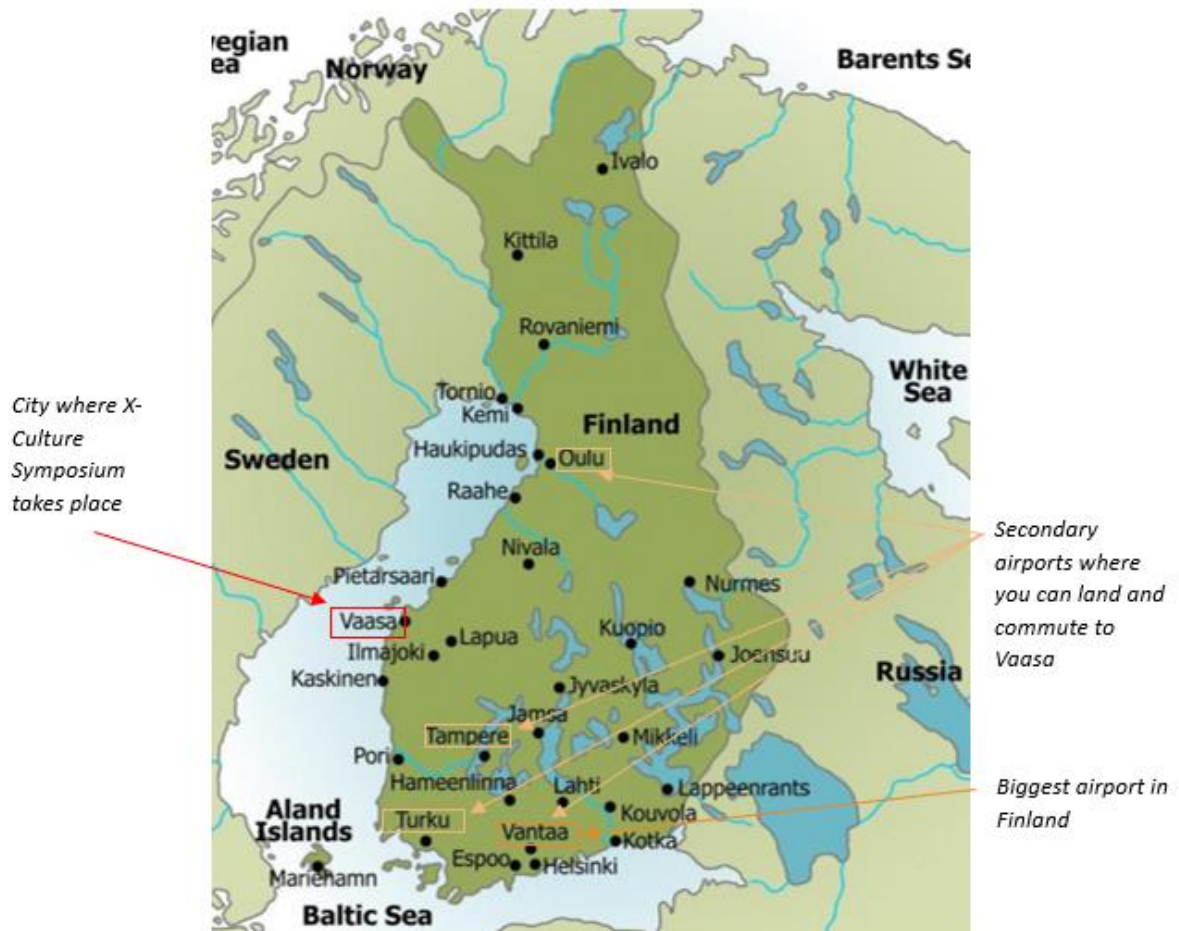 wegian
ea
Norway
Barents Se
Ivalo
Kittila
Rovaniemi
White
Sea
Tornio
Kemi
Finland
City where X-
Culture
Symposium
takes place
Sweden
Haukipudas
Oulu
Raahe
Secondary
airports where
you can land and
commute to
Vaasa
Nivala
Pietarsaari
Nurmes
Vaasa
Lapua
Kuopio
Ilmajoki
Joensuu
Kaskinen
Russia
Jyvaskyla
Jamsa
Tampere
Mikkeli
Pori
Hameenlinna
Lahti
Lappeenrants
Biggest airport in
Finland
Aland
Islands
Kouvola
Turku
Vantaa
Kotka
Espoo
Helsinki
Mariehamn
Baltic Sea